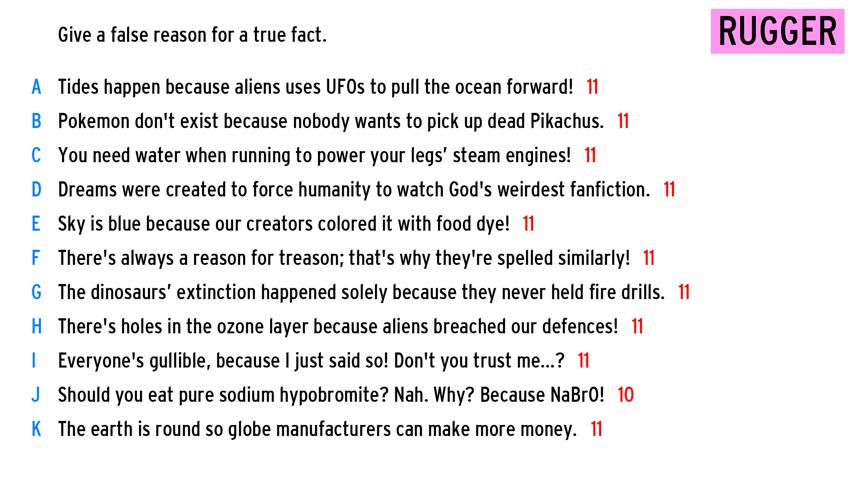 Give a false reason for a true fact.
RUGGER
A Tides happen because aliens uses UFOs to pull the ocean forward! 11
B Pokemon don't exist because nobody wants to pick up dead Pikachus. 11
C You need water when running to power your legs’ steam engines! 11
D Dreams were created to force humanity to watch God's weirdest fanfiction. 11
E Sky is blue because our creators colored it with food dye! 11
F There's always a reason for treason; that's why they're spelled similarly! 11
G The dinosaurs’ extinction happened solely because they never held fire drills. 11
H There's holes in the ozone layer because aliens breached our defences! 11
I Everyone's gullible, because I just said so! Don't you trust me...? 11
J Should you eat pure sodium hypobromite? Nah. Why? Because NaBrO! 10
K The earth is round so globe manufacturers can make more money. 11